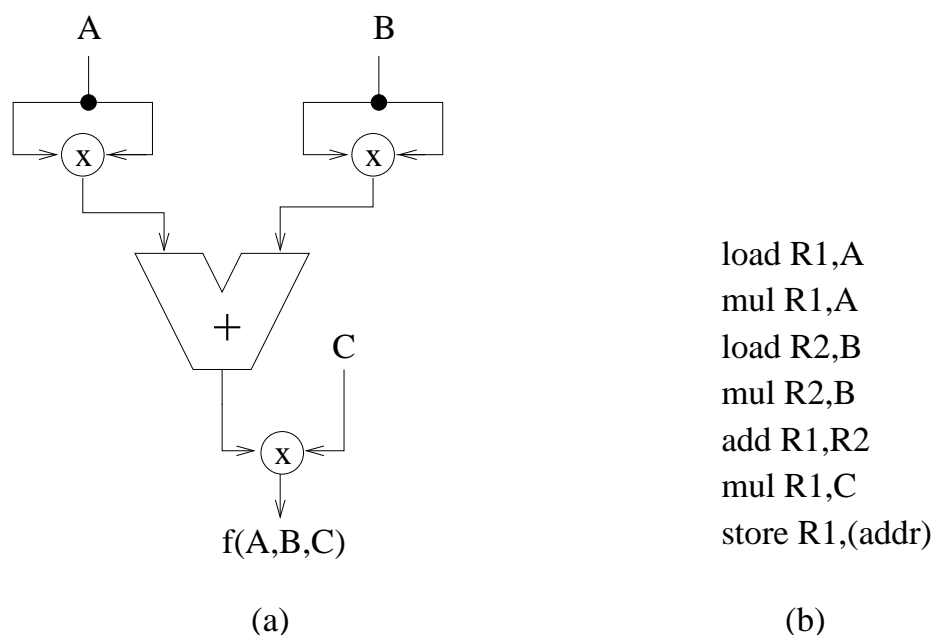 A
B
x
x
+
C
x
f(A,B,C)
(a)
load R1,A
mul R1,A
load R2,B
mul R2,B
add R1,R2
mul R1,C
store R1,(addr)
(b)